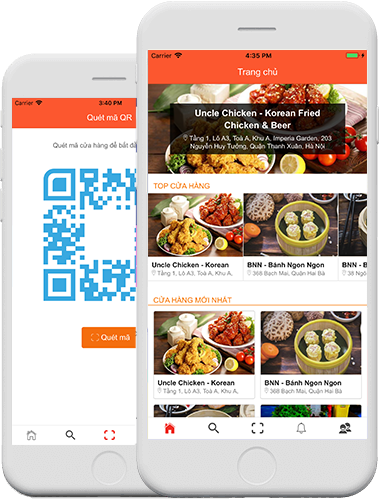 Carrier
3:40 PM
Quét mã QR
Quét mã cửa hàng để bắt đầ
Quét mã
Carrier
4:35 PM
Trang chủ
Uncle Chicken - Korean Fried
Chicken & Beer
Tầng 1, Lô A3, Toà A, Khu A, Imperia Garden, 203
Nguyễn Huy Tưởng, Quận Thanh Xuân, Hà Nội
TOP CỬA HÀNG
Uncle Chicken - Korean
Tầng 1, Lô A3, Toà A, Khu A,
BNN - Bánh Ngon Ngon
368 Bạch Mai, Quận Hai Bà
BNN - B
CỬA HÀNG MỚI NHẤT
Uncle Chicken - Korean
Tầng 1, Lô A3, Toà A, Khu A,
BNN - Bánh Ngon Ngon
368 Bạch Mai, Quận Hai Bà